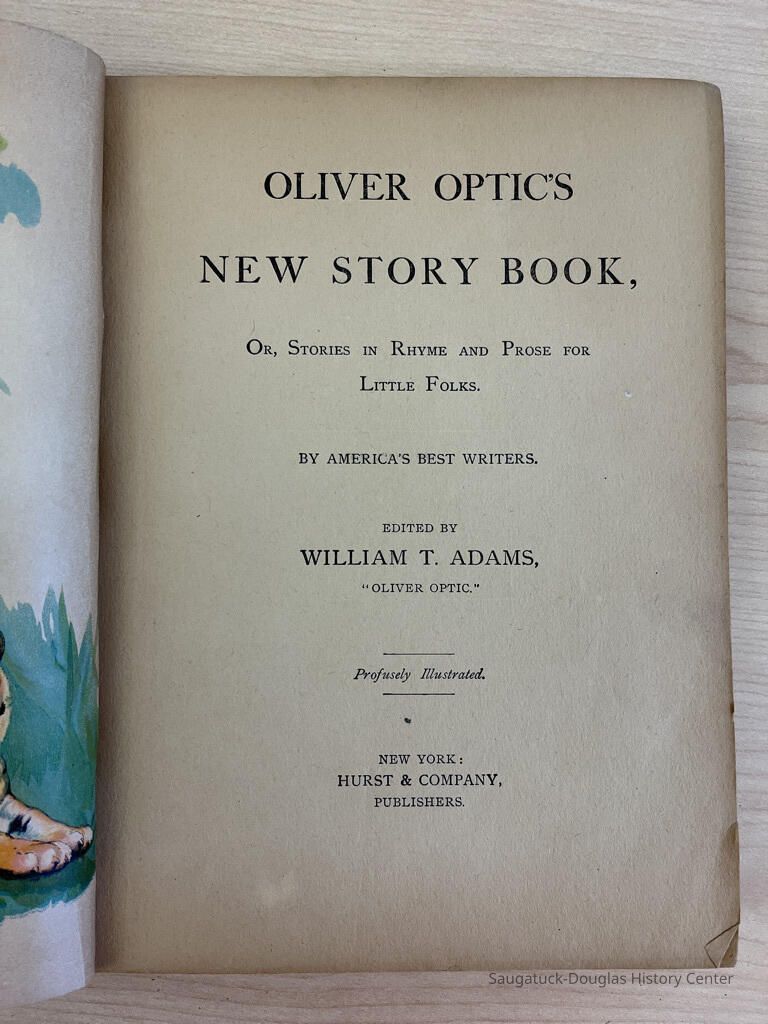 OLIVER OPTIC'S
NEW STORY BOOK,
OR, STORIES IN RHYME AND PROSE FOR
LITTLE FOLKS.
BY AMERICA'S BEST WRITERS.
EDITED BY
WILLIAM T. ADAMS,
"OLIVER OPTIC."
Profusely Illustrated.
NEW YORK:
HURST & COMPANY,
PUBLISHERS.
Saugatuck-Douglas History Center